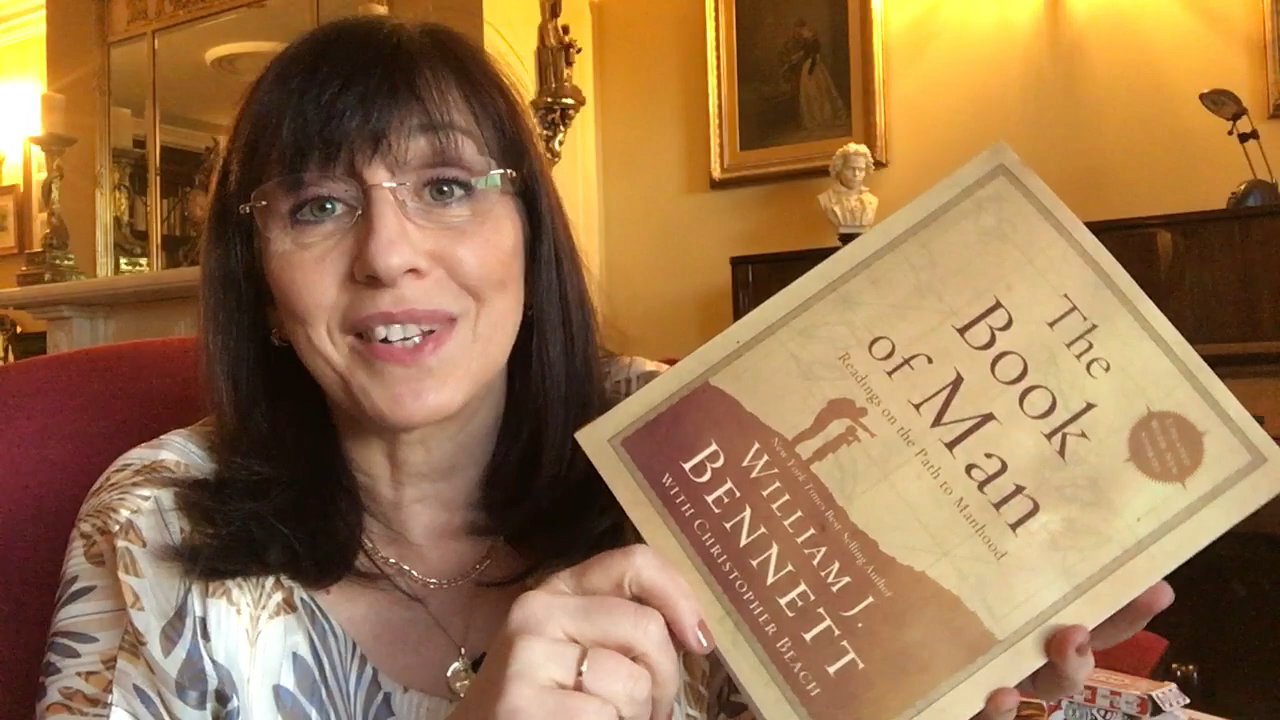 The
Book
of Man
Readings on the Path to Manhood
New York Times Best-Selling Author
WILLIAM J.
BENNETT
WITH CHRISTOPHER BEACH